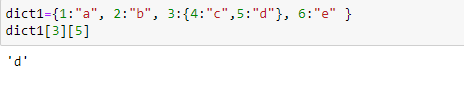 dict1={1:"a", 2:"b", 3:{4:"c",5:"d"}, 6:"e" }
dict1[3][5]
'd'